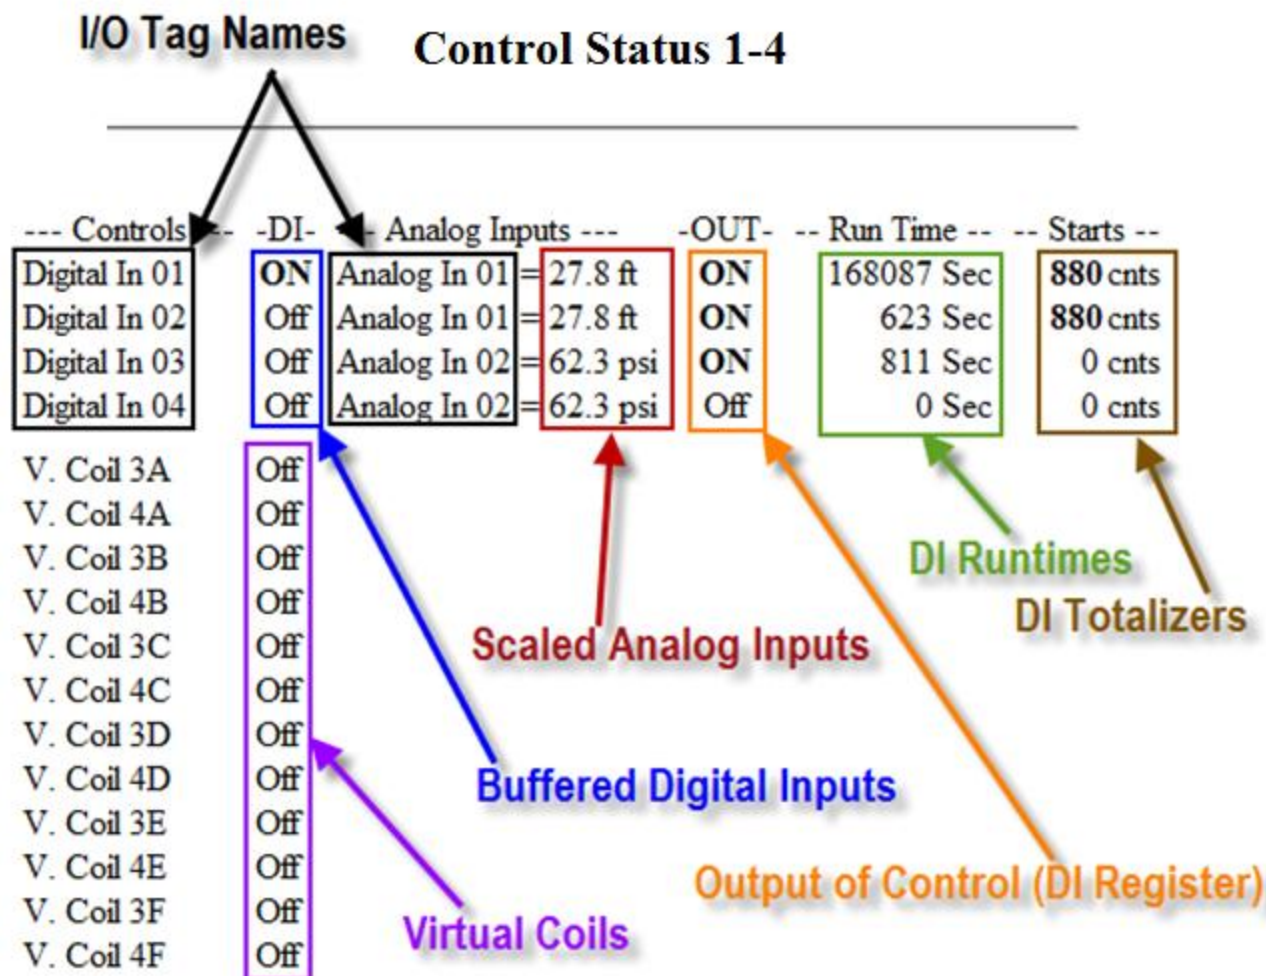 I/O Tag Names
Control Status 1-4
--- Controls --- -DI- --- Analog Inputs --- -OUT- -- Run Time -- -- Starts --
Digital In 01 ON Analog In 01 = 27.8 ft ON 168087 Sec 880 cnts
Digital In 02 Off Analog In 01 = 27.8 ft ON 623 Sec 880 cnts
Digital In 03 Off Analog In 02 = 62.3 psi ON 811 Sec 0 cnts
Digital In 04 Off Analog In 02 = 62.3 psi Off 0 Sec 0 cnts
V. Coil 3A Off
V. Coil 4A Off
V. Coil 3B Off
DI Runtimes
V. Coil 4B Off
DI Totalizers
V. Coil 3C Off
Scaled Analog Inputs
V. Coil 4C Off
V. Coil 3D Off
V. Coil 4D Off
Buffered Digital Inputs
V. Coil 3E Off
V. Coil 4E Off
Output of Control (DI Register)
V. Coil 3F Off
Virtual Coils
V. Coil 4F Off